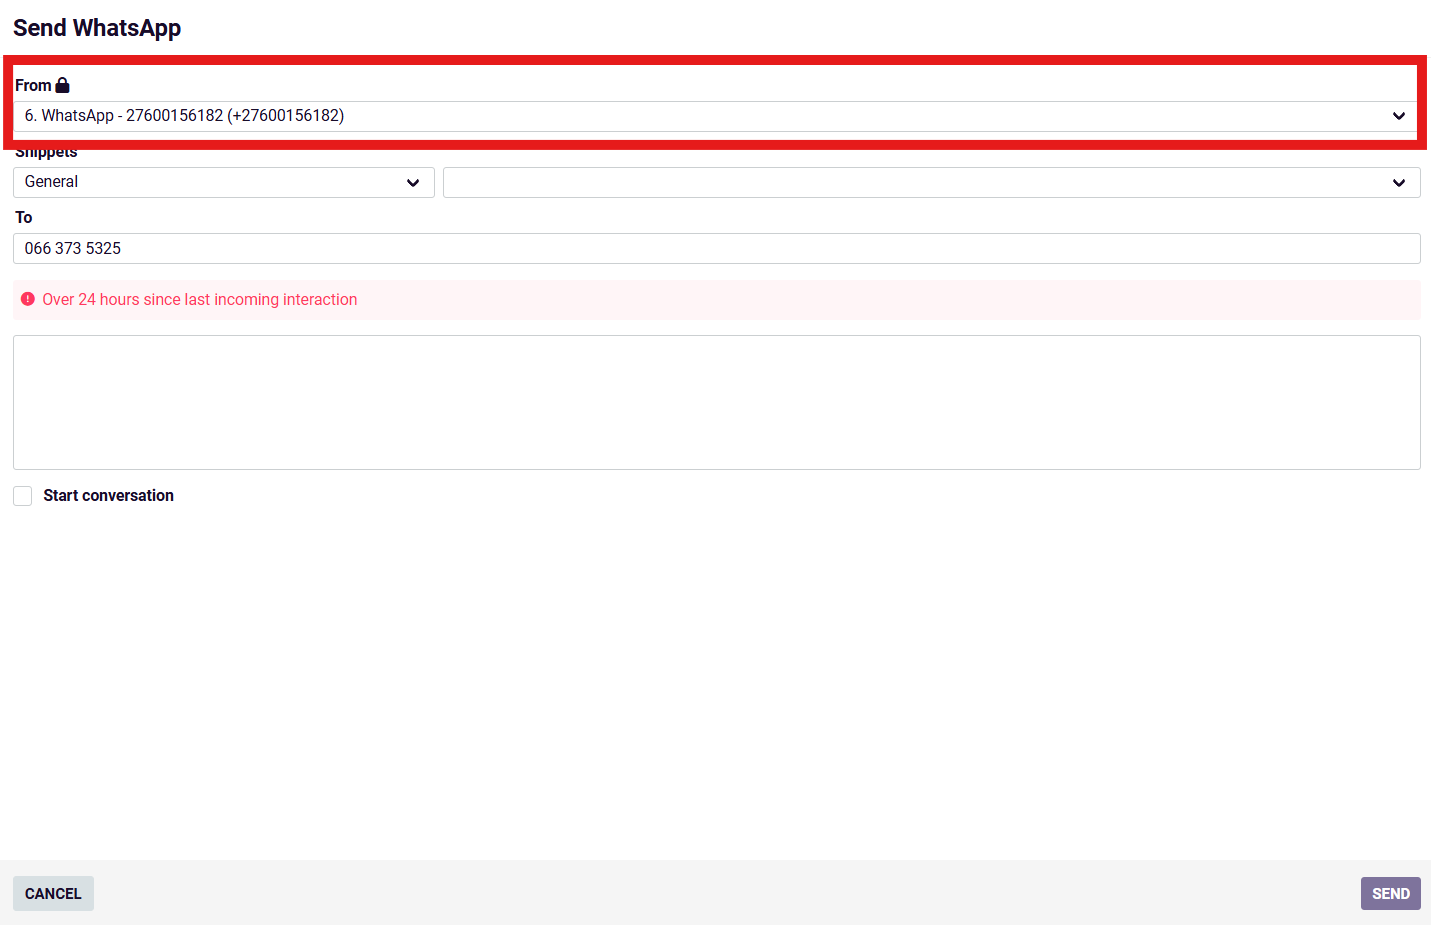 Send WhatsApp
From
6. WhatsApp - 27600156182 (+27600156182)
Snippets
General
To
066 373 5325
Over 24 hours since last incoming interaction
Start conversation
CANCEL
SEND